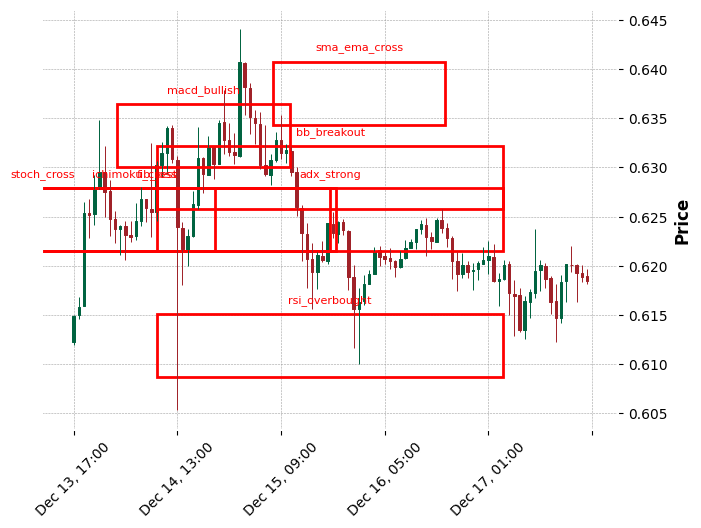 sma_ema_cross
macd_bullish
bb_breakout
stoch_cross
adx_strong
rsi_overbought
0.645
0.640
0.635
0.630
0.625
0.620
0.615
0.610
0.605
Price
Dec 13, 17:00
Dec 14, 13:00
Dec 15, 09:00
Dec 16, 05:00
Dec 17, 01:00